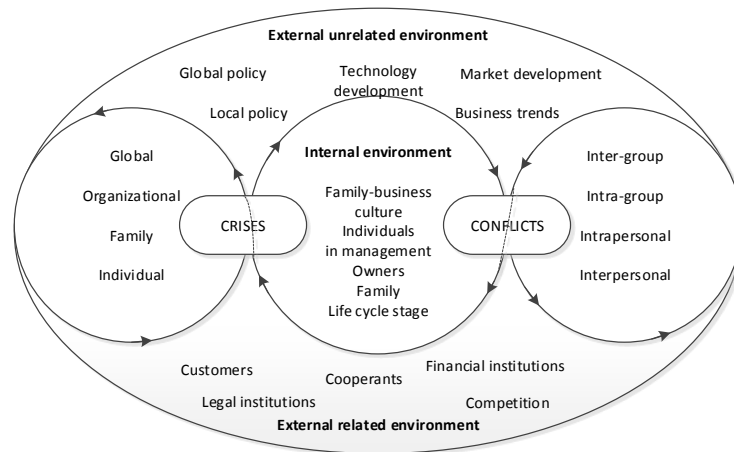 External unrelated environment
Global policy
Technology
development
Market development
Local policy
Business trends
Internal environment
Global
Organizational
Family
Individual
CRISES
Family-business
culture
Individuals
in management
Owners
Family
Life cycle stage
CONFLICTS
Inter-group
Intra-group
Intrapersonal
Interpersonal
Customers
Cooperants
Financial institutions
Legal institutions
Competition
External related environment